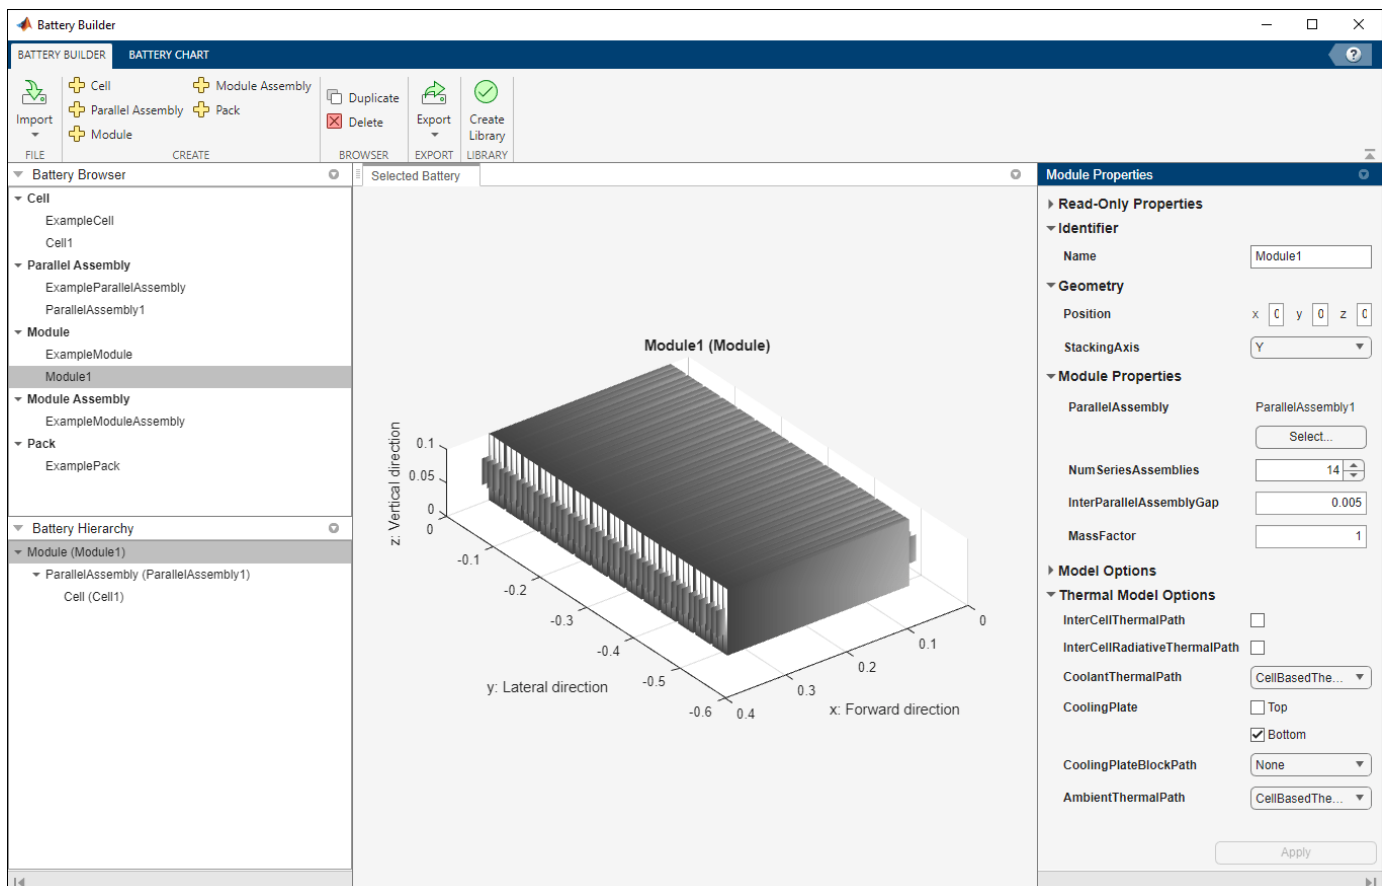 Battery Builder
BATTERY BUILDER BATTERY CHART
?
Import
Cell
Parallel Assembly
Module
Module Assembly
Pack
Duplicate
Delete
Export
Create
Library
FILE CREATE BROWSER EXPORT LIBRARY
Battery Browser
Cell
ExampleCell
Cell1
Parallel Assembly
ExampleParallelAssembly
ParallelAssembly1
Module
ExampleModule
Module1
Module Assembly
ExampleModuleAssembly
Pack
ExamplePack
Battery Hierarchy
Module (Module1)
ParallelAssembly (ParallelAssembly1)
Cell (Cell1)
Selected Battery
Module1 (Module)
z: Vertical direction
0.1
0.05
0
0
-0.1
-0.2
-0.3
-0.4
-0.5
-0.6
y: Lateral direction
0.4
0.3
0.2
0.1
0
x: Forward direction
Module Properties
Read-Only Properties
Identifier
Name Module1
Geometry
Position x 0 y 0 z 0
StackingAxis Y
Module Properties
ParallelAssembly ParallelAssembly1
Select...
NumSeriesAssemblies 14
InterParallelAssemblyGap 0.005
MassFactor 1
Model Options
Thermal Model Options
InterCellThermalPath
InterCellRadiativeThermalPath
CoolantThermalPath CellBasedThe...
CoolingPlate Top
Bottom
CoolingPlateBlockPath None
AmbientThermalPath CellBasedThe...
Apply